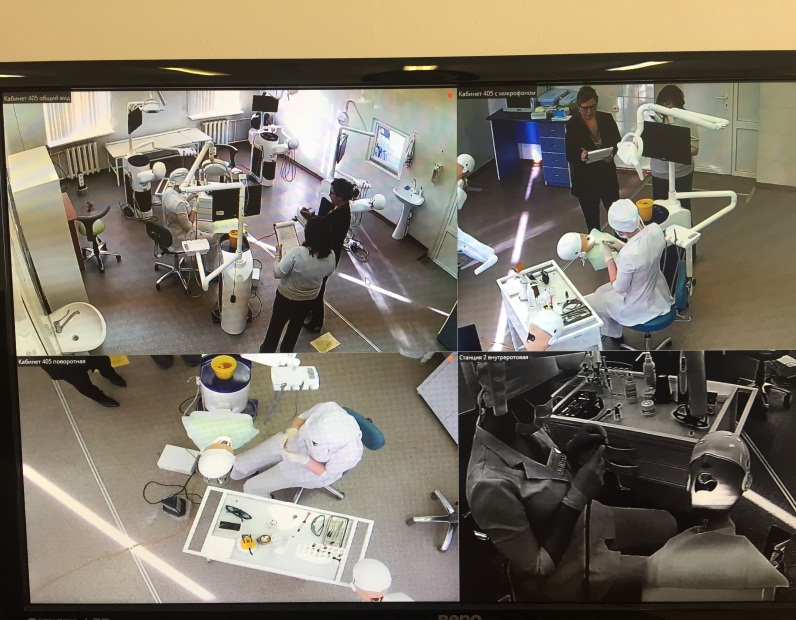 Кабинет 405 общий вид
Кабинет 405 с микрофоном
Кабинет 405 поворотная
Станция 2 внутриротовая
BenQ